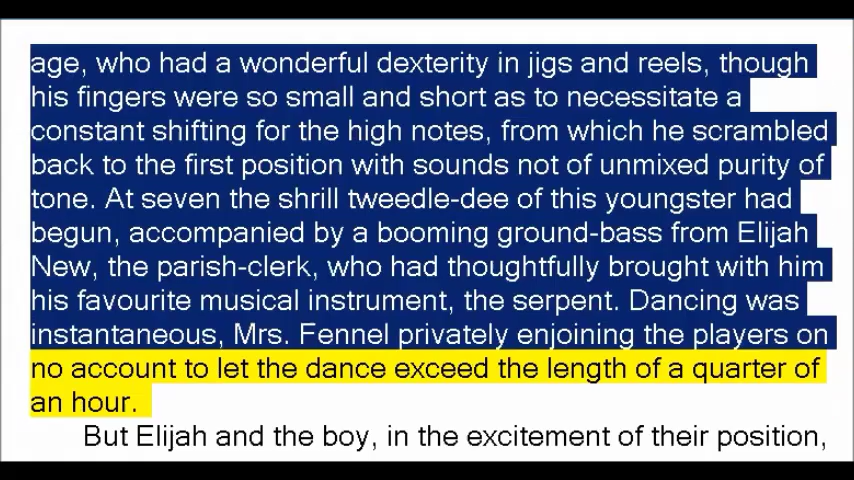 age, who had a wonderful dexterity in jigs and reels, though
his fingers were so small and short as to necessitate a
constant shifting for the high notes, from which he scrambled
back to the first position with sounds not of unmixed purity of
tone. At seven the shrill tweedle-dee of this youngster had
begun, accompanied by a booming ground-bass from Elijah
New, the parish-clerk, who had thoughtfully brought with him
his favourite musical instrument, the serpent. Dancing was
instantaneous, Mrs. Fennel privately enjoining the players on
no account to let the dance exceed the length of a quarter of
an hour.
But Elijah and the boy, in the excitement of their position,